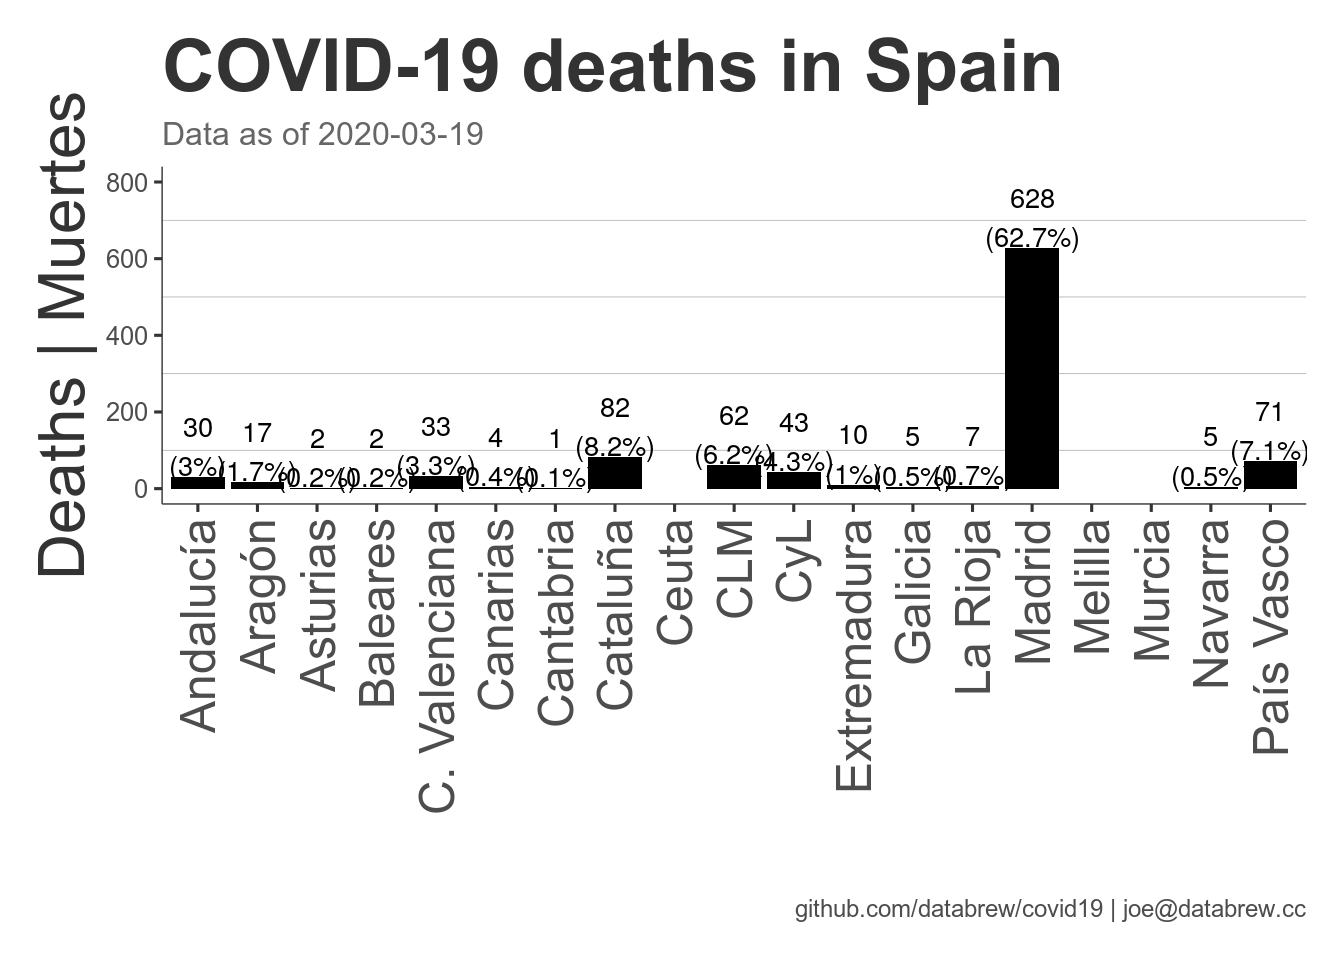 COVID-19 deaths in Spain
Data as of 2020-03-19
Deaths | Muertes
800
600
400
200
0
30
(3%)
17
(1.7%)
2
(0.2%)
2
(0.2%)
33
(3.3%)
4
(0.4%)
1
(0.1%)
82
(8.2%)
62
(6.2%)
43
(4.3%)
10
(1%)
5
(0.5%)
7
(0.7%)
628
(62.7%)
5
(0.5%)
71
(7.1%)
Andalucía
Aragón
Asturias
Baleares
C. Valenciana
Canarias
Cantabria
Cataluña
Ceuta
CLM
CyL
Extremadura
Galicia
La Rioja
Madrid
Melilla
Murcia
Navarra
País Vasco
github.com/databrew/covid19 | joe@databrew.cc